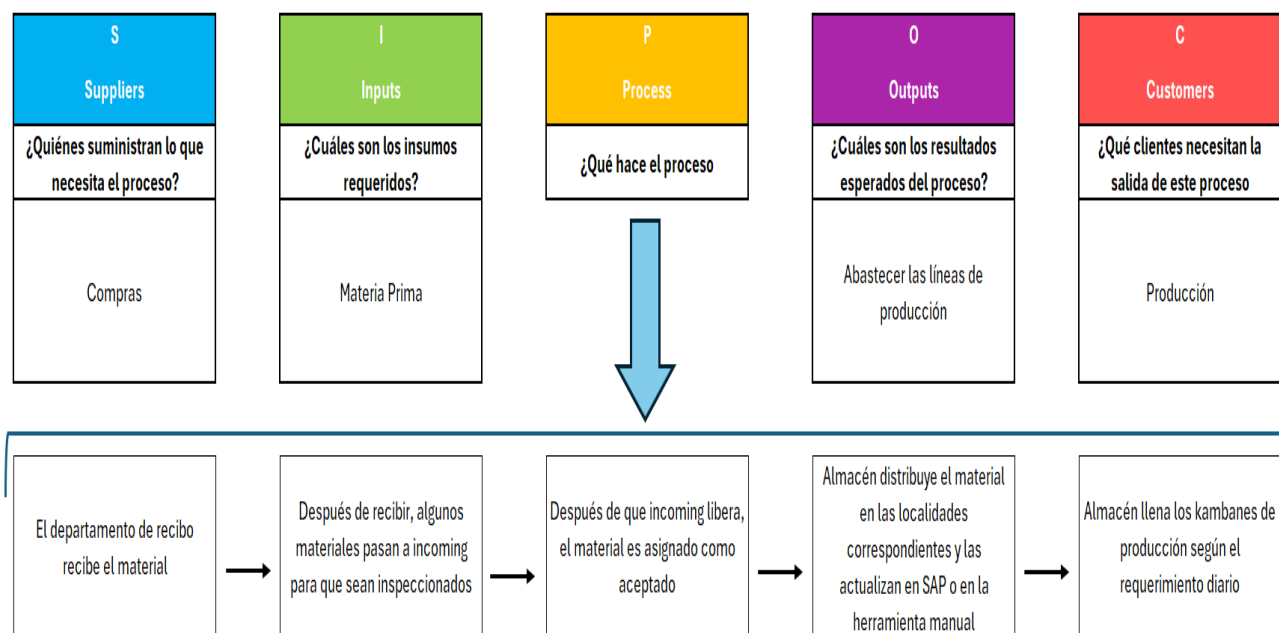 S
Suppliers
I
Inputs
P
Process
O
Outputs
C
Customers
¿Quiénes suministran lo que
necesita el proceso?
¿Cuáles son los insumos
requeridos?
¿Qué hace el proceso
¿Cuáles son los resultados
esperados del proceso?
¿Qué clientes necesitan la
salida de este proceso
Compras
Materia Prima
Abastecer las líneas de
producción
Producción
El departamento de recibo
recibe el material
Después de recibir, algunos
materiales pasan a incoming
para que sean inspeccionados
Después de que incoming libera,
el material es asignado como
aceptado
Almacén distribuye el material
en las localidades
correspondientes y las
actualizan en SAP o en la
herramienta manual
Almacén llena los kambanes de
producción según el
requerimiento diario